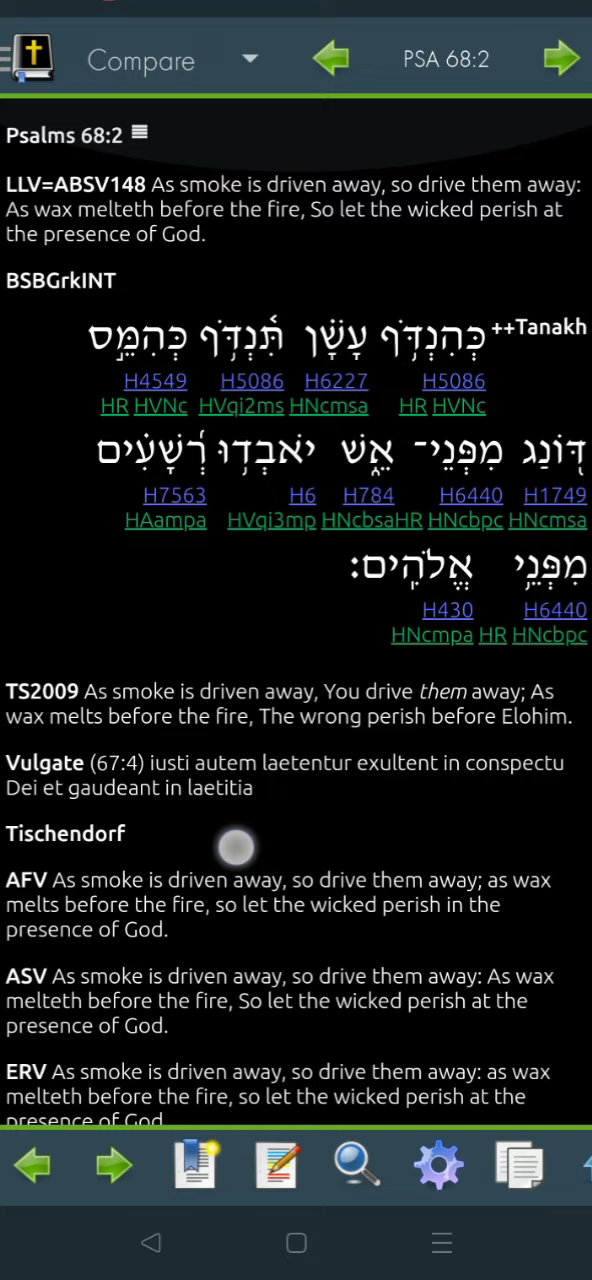 Compare
PSA 68:2
Psalms 68:2
LLV=ABSV148 As smoke is driven away, so drive them away:
As wax melteth before the fire, So let the wicked perish at
the presence of God.
BSBGrkINT
++Tanakh כְּהִנְדֹּ֥ף עָשָׁ֗ן תִּ֫נְדֹּ֥ף כְּהִמֵּ֣ס
H4549 H5086 H6227 H5086
HR HVNc HVqi2ms HNcmsa HR HVNc
דּ֭וֹנַג מִפְּנֵי־ אֵ֑שׁ יֹאבְד֥וּ רְ֝שָׁעִ֗ים
H7563 H6 H784 H6440 H1749
HAampa HVqi3mp HNcbsaHR HNcbpc HNcmsa
מִפְּנֵ֥י אֱלֹהִֽים׃
H430 H6440
HNcmpa HR HNcbpc
TS2009 As smoke is driven away, You drive them away; As
wax melts before the fire, The wrong perish before Elohim.
Vulgate (67:4) iusti autem laetentur exultent in conspectu
Dei et gaudeant in laetitia
Tischendorf
AFV As smoke is driven away, so drive them away; as wax
melts before the fire, so let the wicked perish in the
presence of God.
ASV As smoke is driven away, so drive them away: As wax
melteth before the fire, So let the wicked perish at the
presence of God.
ERV As smoke is driven away, so drive them away: as wax
melteth before the fire, so let the wicked perish at the
presence of God